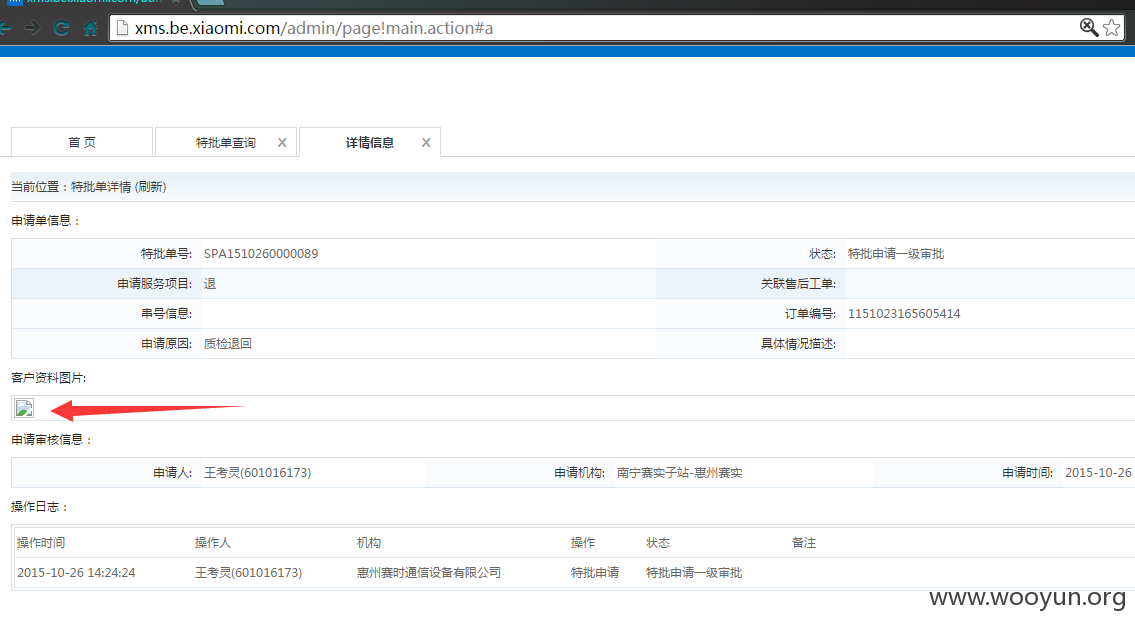 xms.be.xiaomi.com/admin/page!main.action#a
首 页 特批单查询 X 详情信息 X
当前位置：特批单详情 (刷新)
申请单信息：
特批单号: SPA1510260000089 状态: 特批申请一级审批
申请服务项目: 退 关联售后工单:
串号信息: 订单编号: 1151023165605414
申请原因: 质检退回 具体情况描述:
客户资料图片:
申请审核信息：
申请人: 王考灵(601016173) 申请机构: 南宁赛实子站-惠州赛实 申请时间: 2015-10-26
操作日志：
操作时间 操作人 机构 操作 状态 备注
2015-10-26 14:24:24 王考灵(601016173) 惠州赛时通信设备有限公司 特批申请 特批申请一级审批
www.wooyun.org